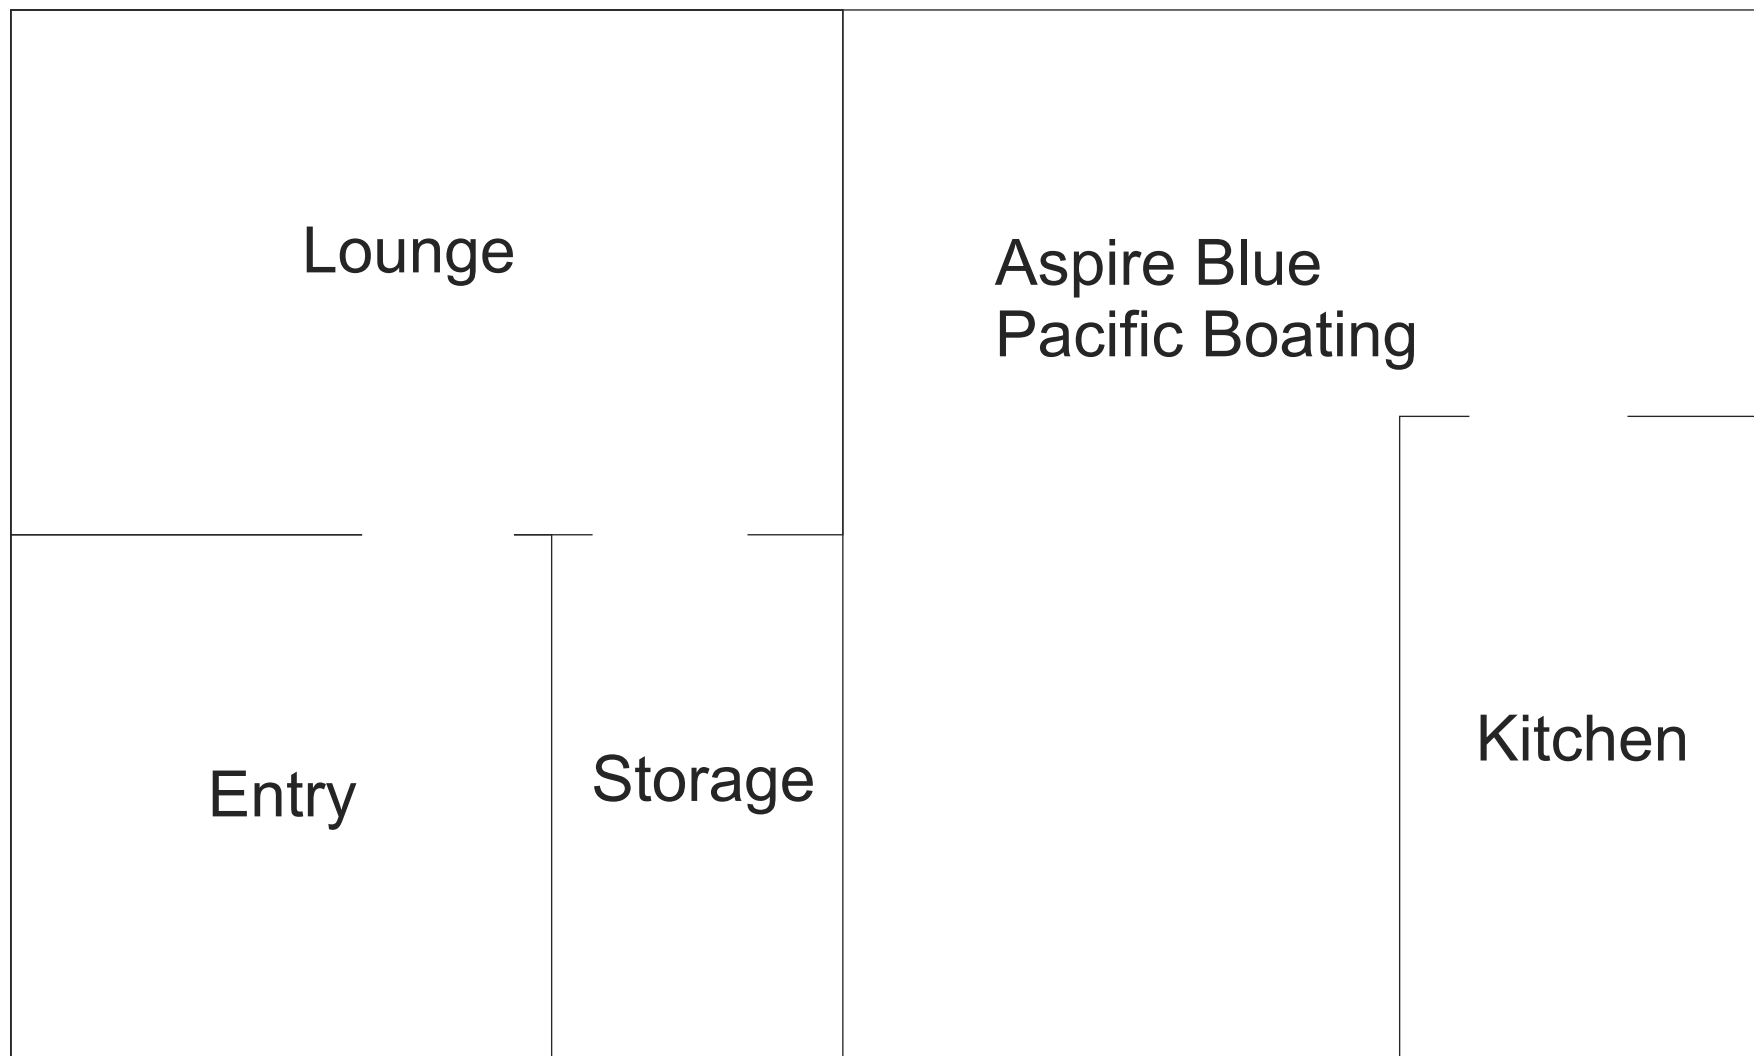 Lounge
Aspire Blue
Pacific Boating
Entry
Storage
Kitchen